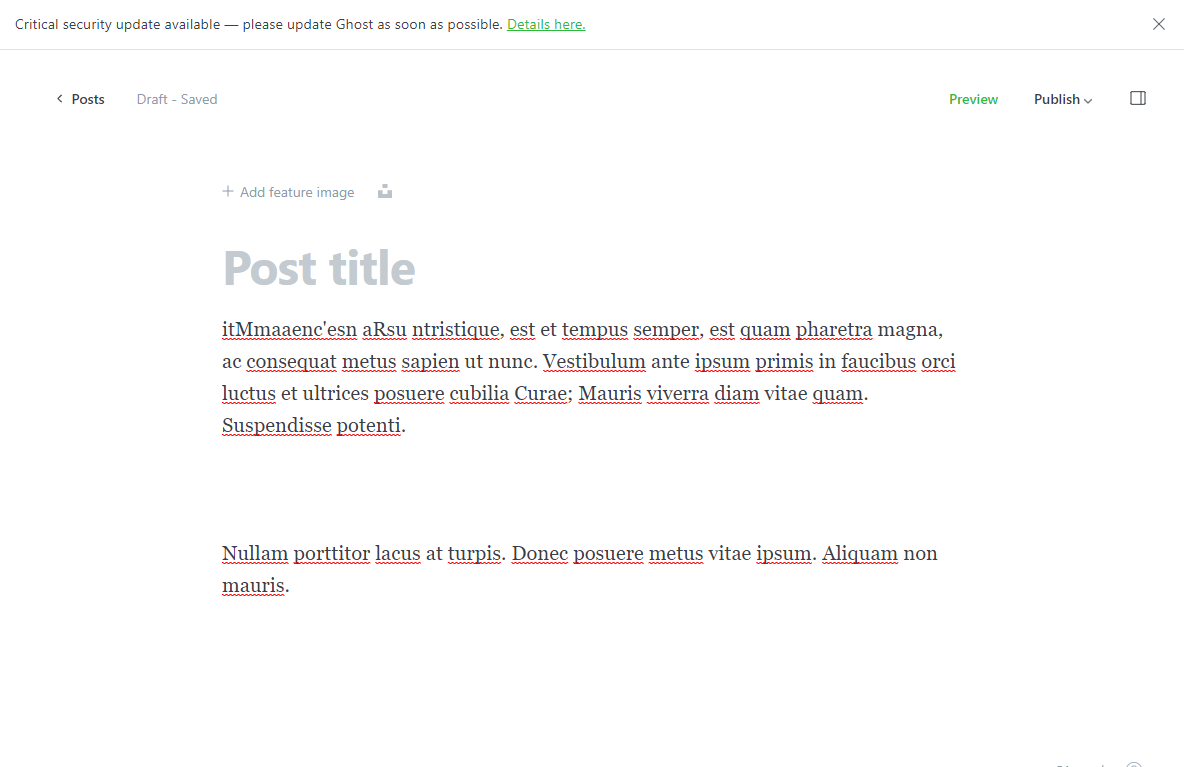 Critical security update available — please update Ghost as soon as possible. Details here.
Posts
Draft - Saved
Preview
Publish
Add feature image
Post title
itMmaaenc'esn aRsu ntristique, est et tempus semper, est quam pharetra magna,
ac consequat metus sapien ut nunc. Vestibulum ante ipsum primis in faucibus orci
luctus et ultrices posuere cubilia Curae; Mauris viverra diam vitae quam.
Suspendisse potenti.
Nullam porttitor lacus at turpis. Donec posuere metus vitae ipsum. Aliquam non
mauris.